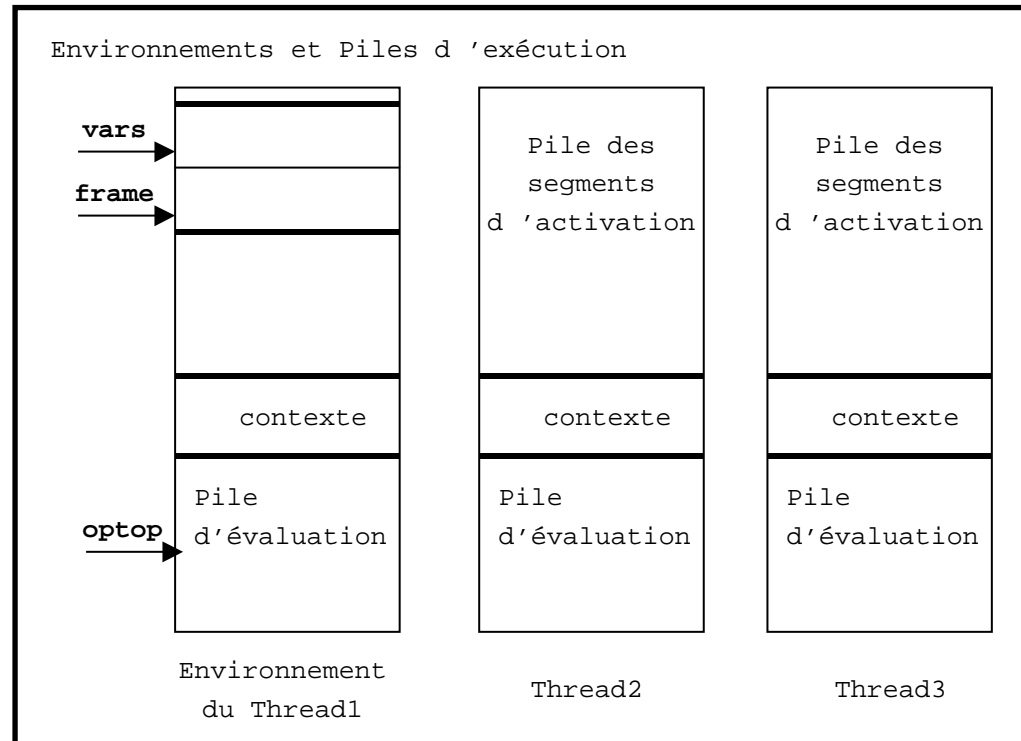 Environnements et Piles d ’exécution
vars
frame
optop
contexte
Pile
d’évaluation
Environnement
du Thread1
Pile des
segments
d ’activation
contexte
Pile
d’évaluation
Thread2
Pile des
segments
d ’activation
contexte
Pile
d’évaluation
Thread3